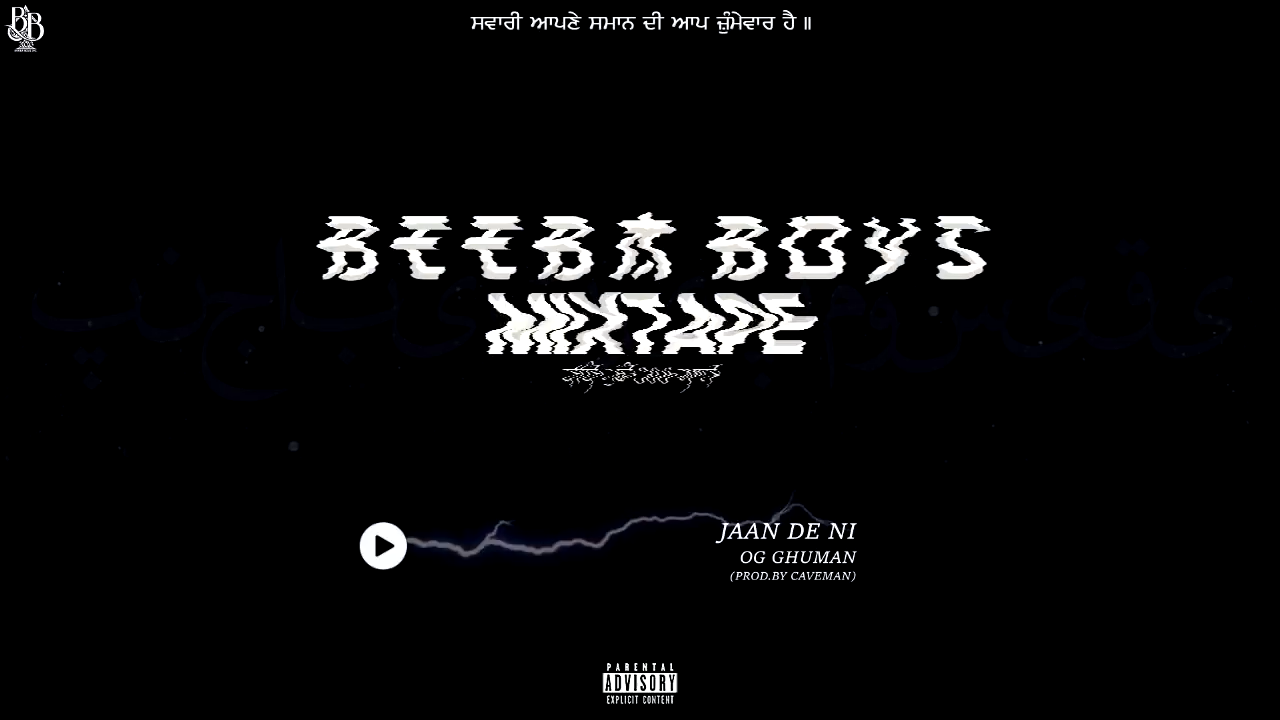 B&B
ਸਵਾਰੀ ਆਪਣੇ ਸਮਾਨ ਦੀ ਆਪ ਜ਼ੁੰਮੇਵਾਰ ਹੈ॥
BEEBA BOYS
MIXTAPE
JAAN DE NI
OG GHUMAN
(PROD.BY CAVEMAN)
PARENTAL
ADVISORY
EXPLICIT CONTENT